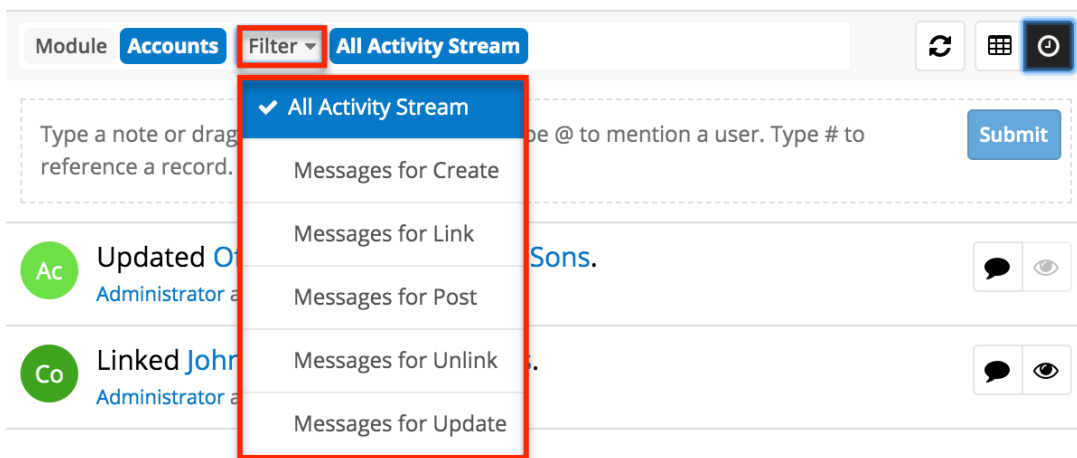 Module Accounts Filter All Activity Stream
All Activity Stream
Messages for Create
Messages for Link
Messages for Post
Messages for Unlink
Messages for Update
Type a note or drag @ to mention a user. Type # to
reference a record.
Submit
Ac
Updated Sons.
Administrator
Co
Linked
Administrator